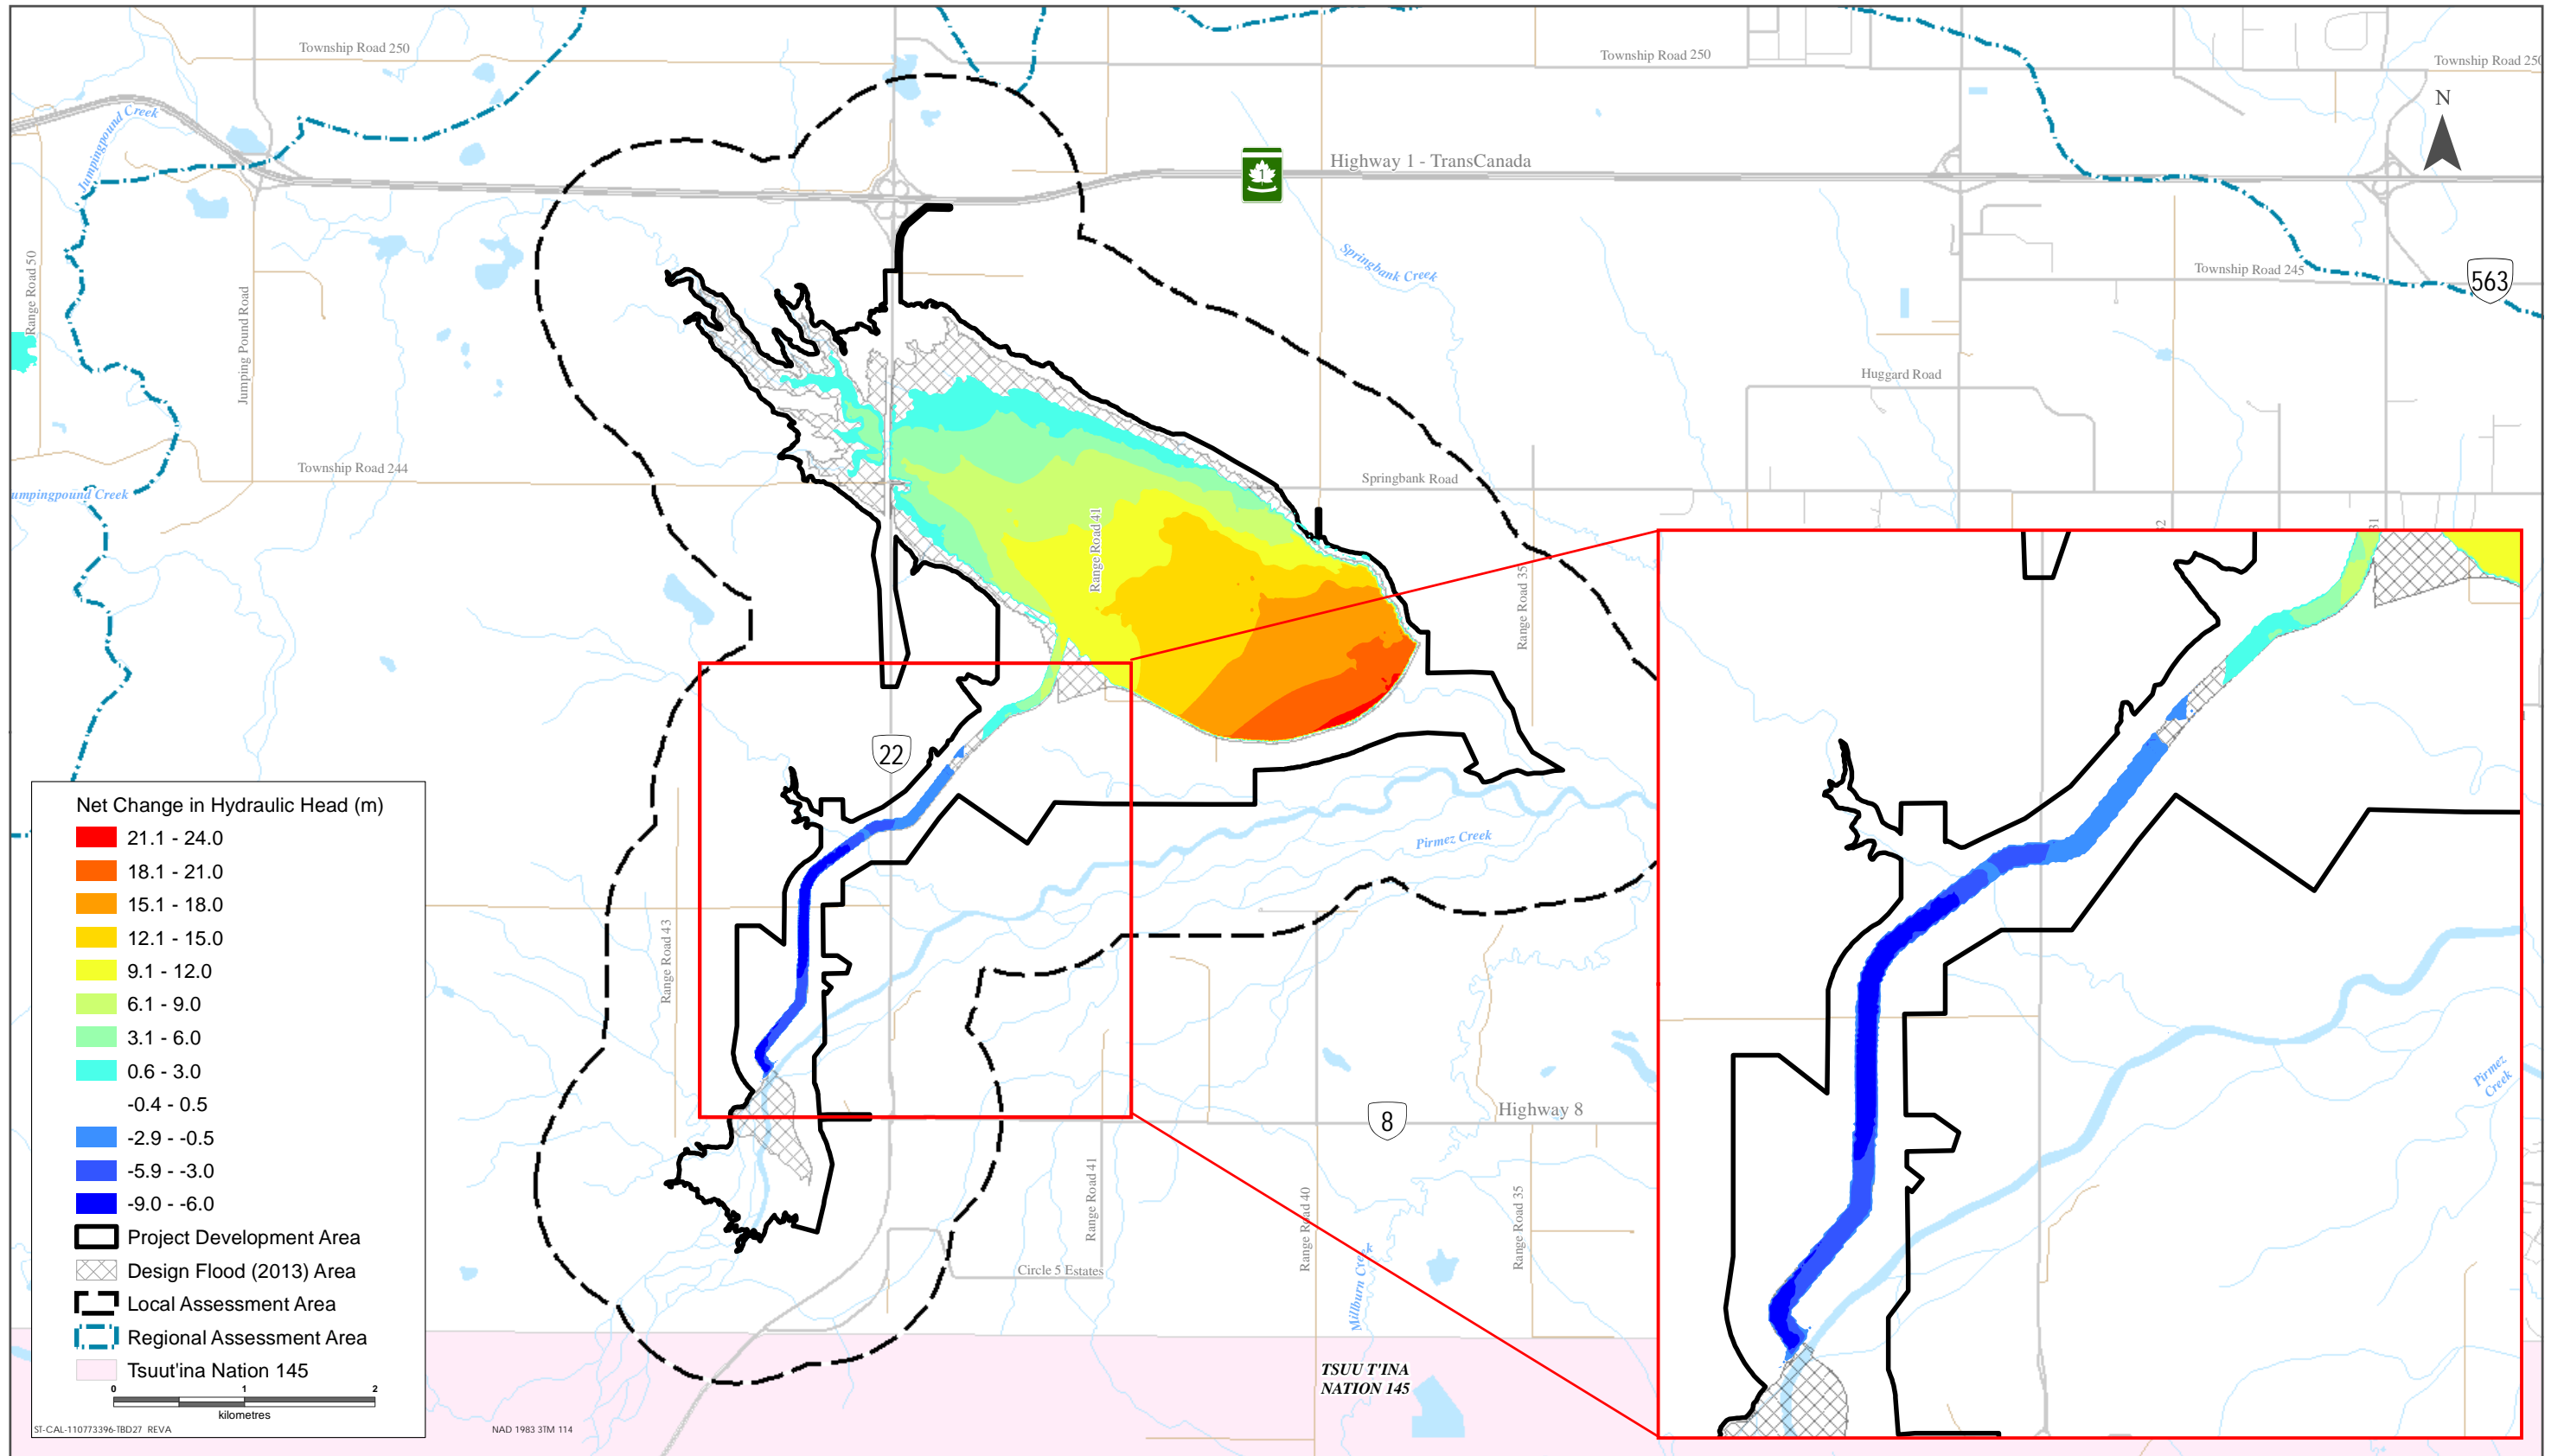 Township Road 250
Township Road 250
Township Road 250
Jumpingpound Creek
N
Highway 1 - TransCanada
1
Springbank Creek
Township Road 245
563
Range Road 50
Jumping Pound Road
Huggard Road
Township Road 244
umpingpound Creek
Springbank Road
Range Road 41
Range Road 35
32
31
22
Pirmez Creek
Range Road 43
Pirmez
Creek
8
Highway 8
Range Road 41
Range Road 40
Range Road 35
Circle 5 Estates
Millburn Creek
TSUU T'INA
NATION 145
Net Change in Hydraulic Head (m)
21.1 - 24.0
18.1 - 21.0
15.1 - 18.0
12.1 - 15.0
9.1 - 12.0
6.1 - 9.0
3.1 - 6.0
0.6 - 3.0
-0.4 - 0.5
-2.9 - -0.5
-5.9 - -3.0
-9.0 - -6.0
Project Development Area
Design Flood (2013) Area
Local Assessment Area
Regional Assessment Area
Tsuut'ina Nation 145
0 1 2
kilometres
ST-CAL-110773396-TBD27 REVA
NAD 1983 3TM 114